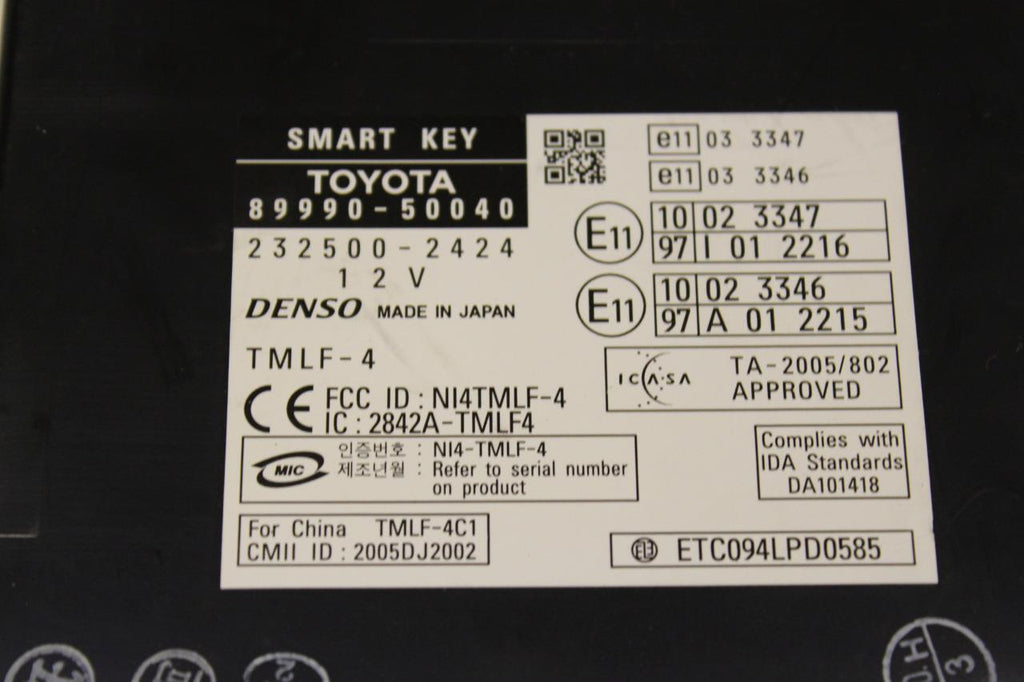 SMART KEY
TOYOTA
89990-50040
232500-2424
12V
DENSO MADE IN JAPAN
TMLF-4
CE FCC ID : NI4TMLF-4
IC : 2842A-TMLF4
MIC 인증번호 : NI4-TMLF-4
제조년월 : Refer to serial number
on product
For China TMLF-4C1
CMII ID : 2005DJ2002
e11 03 3347
e11 03 3346
E11 10 02 3347
97 I 01 2216
E11 10 02 3346
97 A 01 2215
ICASA TA-2005/802
APPROVED
Complies with
IDA Standards
DA101418
ETC094LPD0585
O.H
3